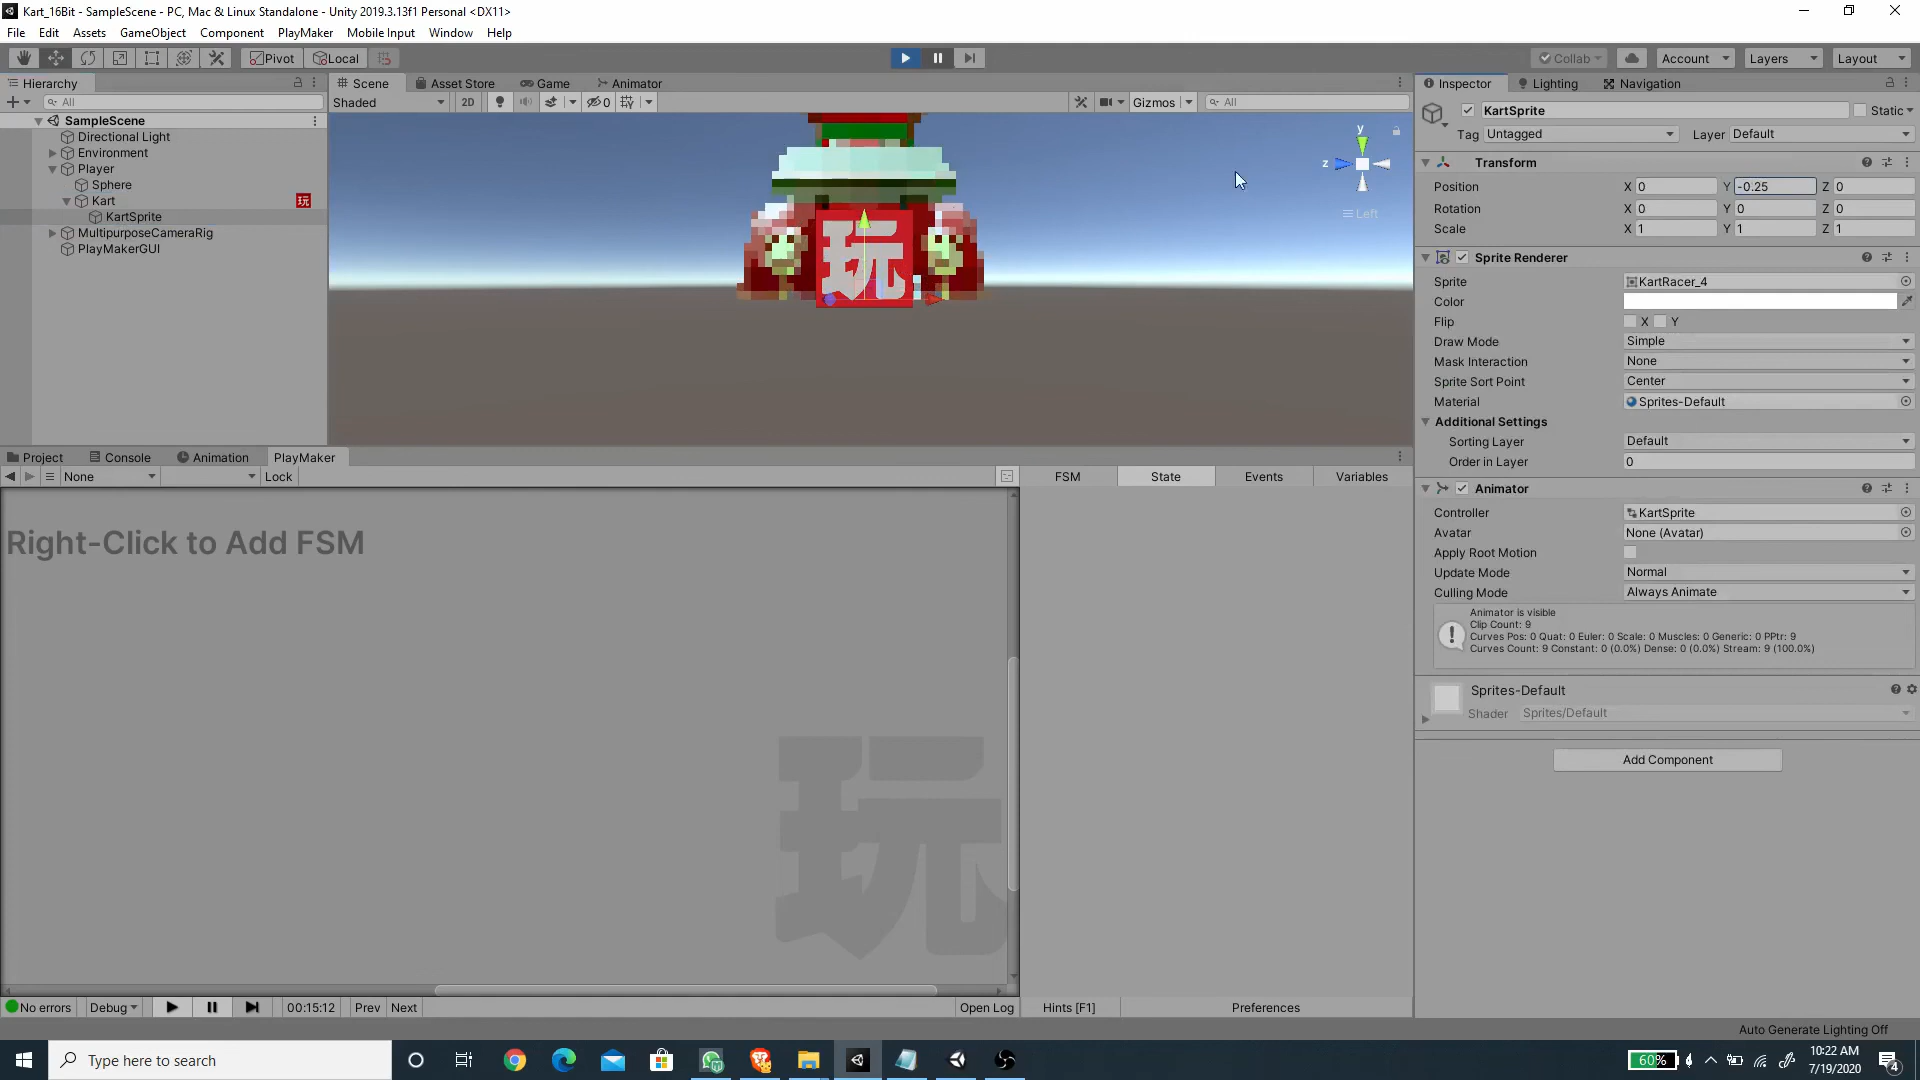 Kart_16Bit - SampleScene - PC, Mac & Linux Standalone - Unity 2019.3.13f1 Personal <DX11>
File Edit Assets GameObject Component PlayMaker Mobile Input Window Help
Pivot Local Collab Account Layers Layout
Hierarchy Scene Asset Store Game Animator Inspector Lighting Navigation
All Shaded 2D 0 Gizmos All KartSprite Static
SampleScene
Directional Light
Environment
Player
Sphere
Kart 玩
KartSprite
MultipurposeCameraRig
PlayMakerGUI
y
z
Left
玩
Tag Untagged Layer Default
Transform
Position X 0 Y -0.25 Z 0
Rotation X 0 Y 0 Z 0
Scale X 1 Y 1 Z 1
Sprite Renderer
Sprite KartRacer_4
Color
Flip X Y
Draw Mode Simple
Mask Interaction None
Sprite Sort Point Center
Material Sprites-Default
Additional Settings
Sorting Layer Default
Order in Layer 0
Animator
Controller KartSprite
Avatar None (Avatar)
Apply Root Motion
Update Mode Normal
Culling Mode Always Animate
Animator is visible
Clip Count: 9
Curves Pos: 0 Quat: 0 Euler: 0 Scale: 0 Muscles: 0 Generic: 0 PPtr: 9
Curves Count: 9 Constant: 0 (0.0%) Dense: 0 (0.0%) Stream: 9 (100.0%)
Sprites-Default
Shader Sprites/Default
Add Component
Project Console Animation PlayMaker
None Lock FSM State Events Variables
Right-Click to Add FSM
玩
No errors Debug 00:15:12 Prev Next Open Log Hints [F1] Preferences
Auto Generate Lighting Off
Type here to search 60% 10:22 AM
7/19/2020
4